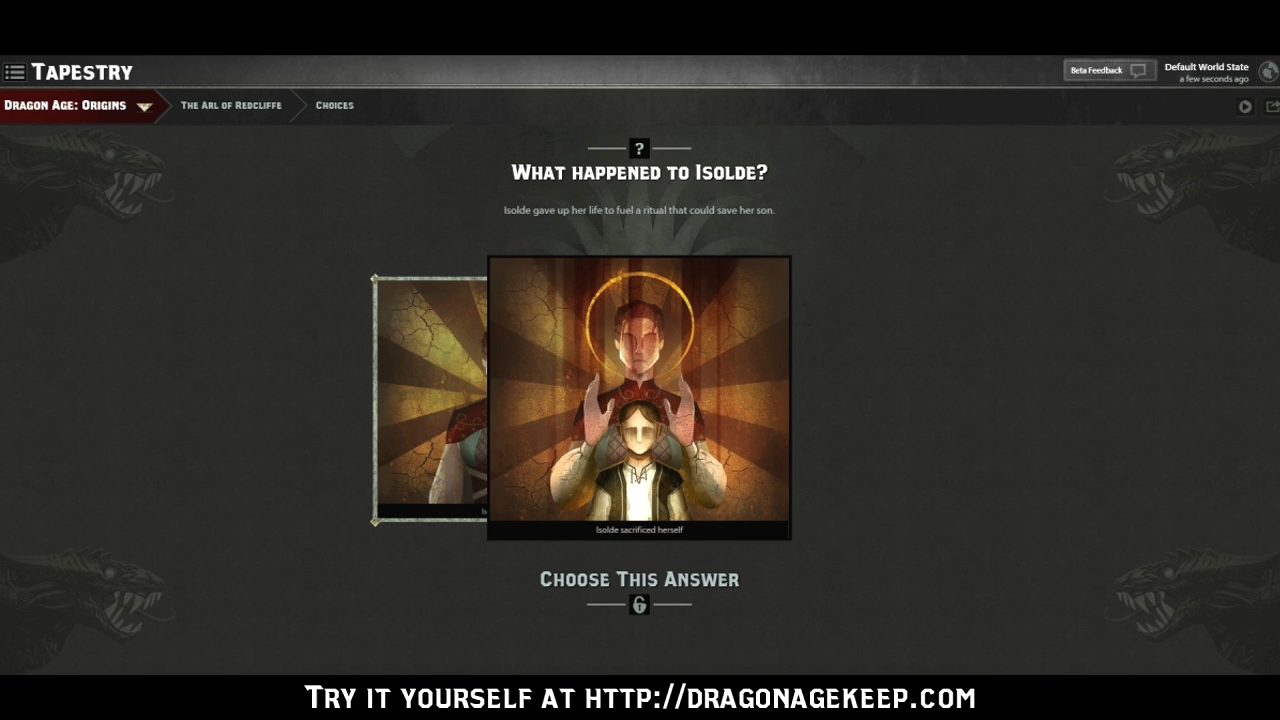 Tapestry
Beta Feedback
Default World State
a few seconds ago
Dragon Age: Origins
The Arl of Redcliffe
Choices
?
What happened to Isolde?
Isolde gave up her life to fuel a ritual that could save her son.
Is
Isolde sacrificed herself
Choose This Answer
Try it yourself at http://dragonagekeep.com